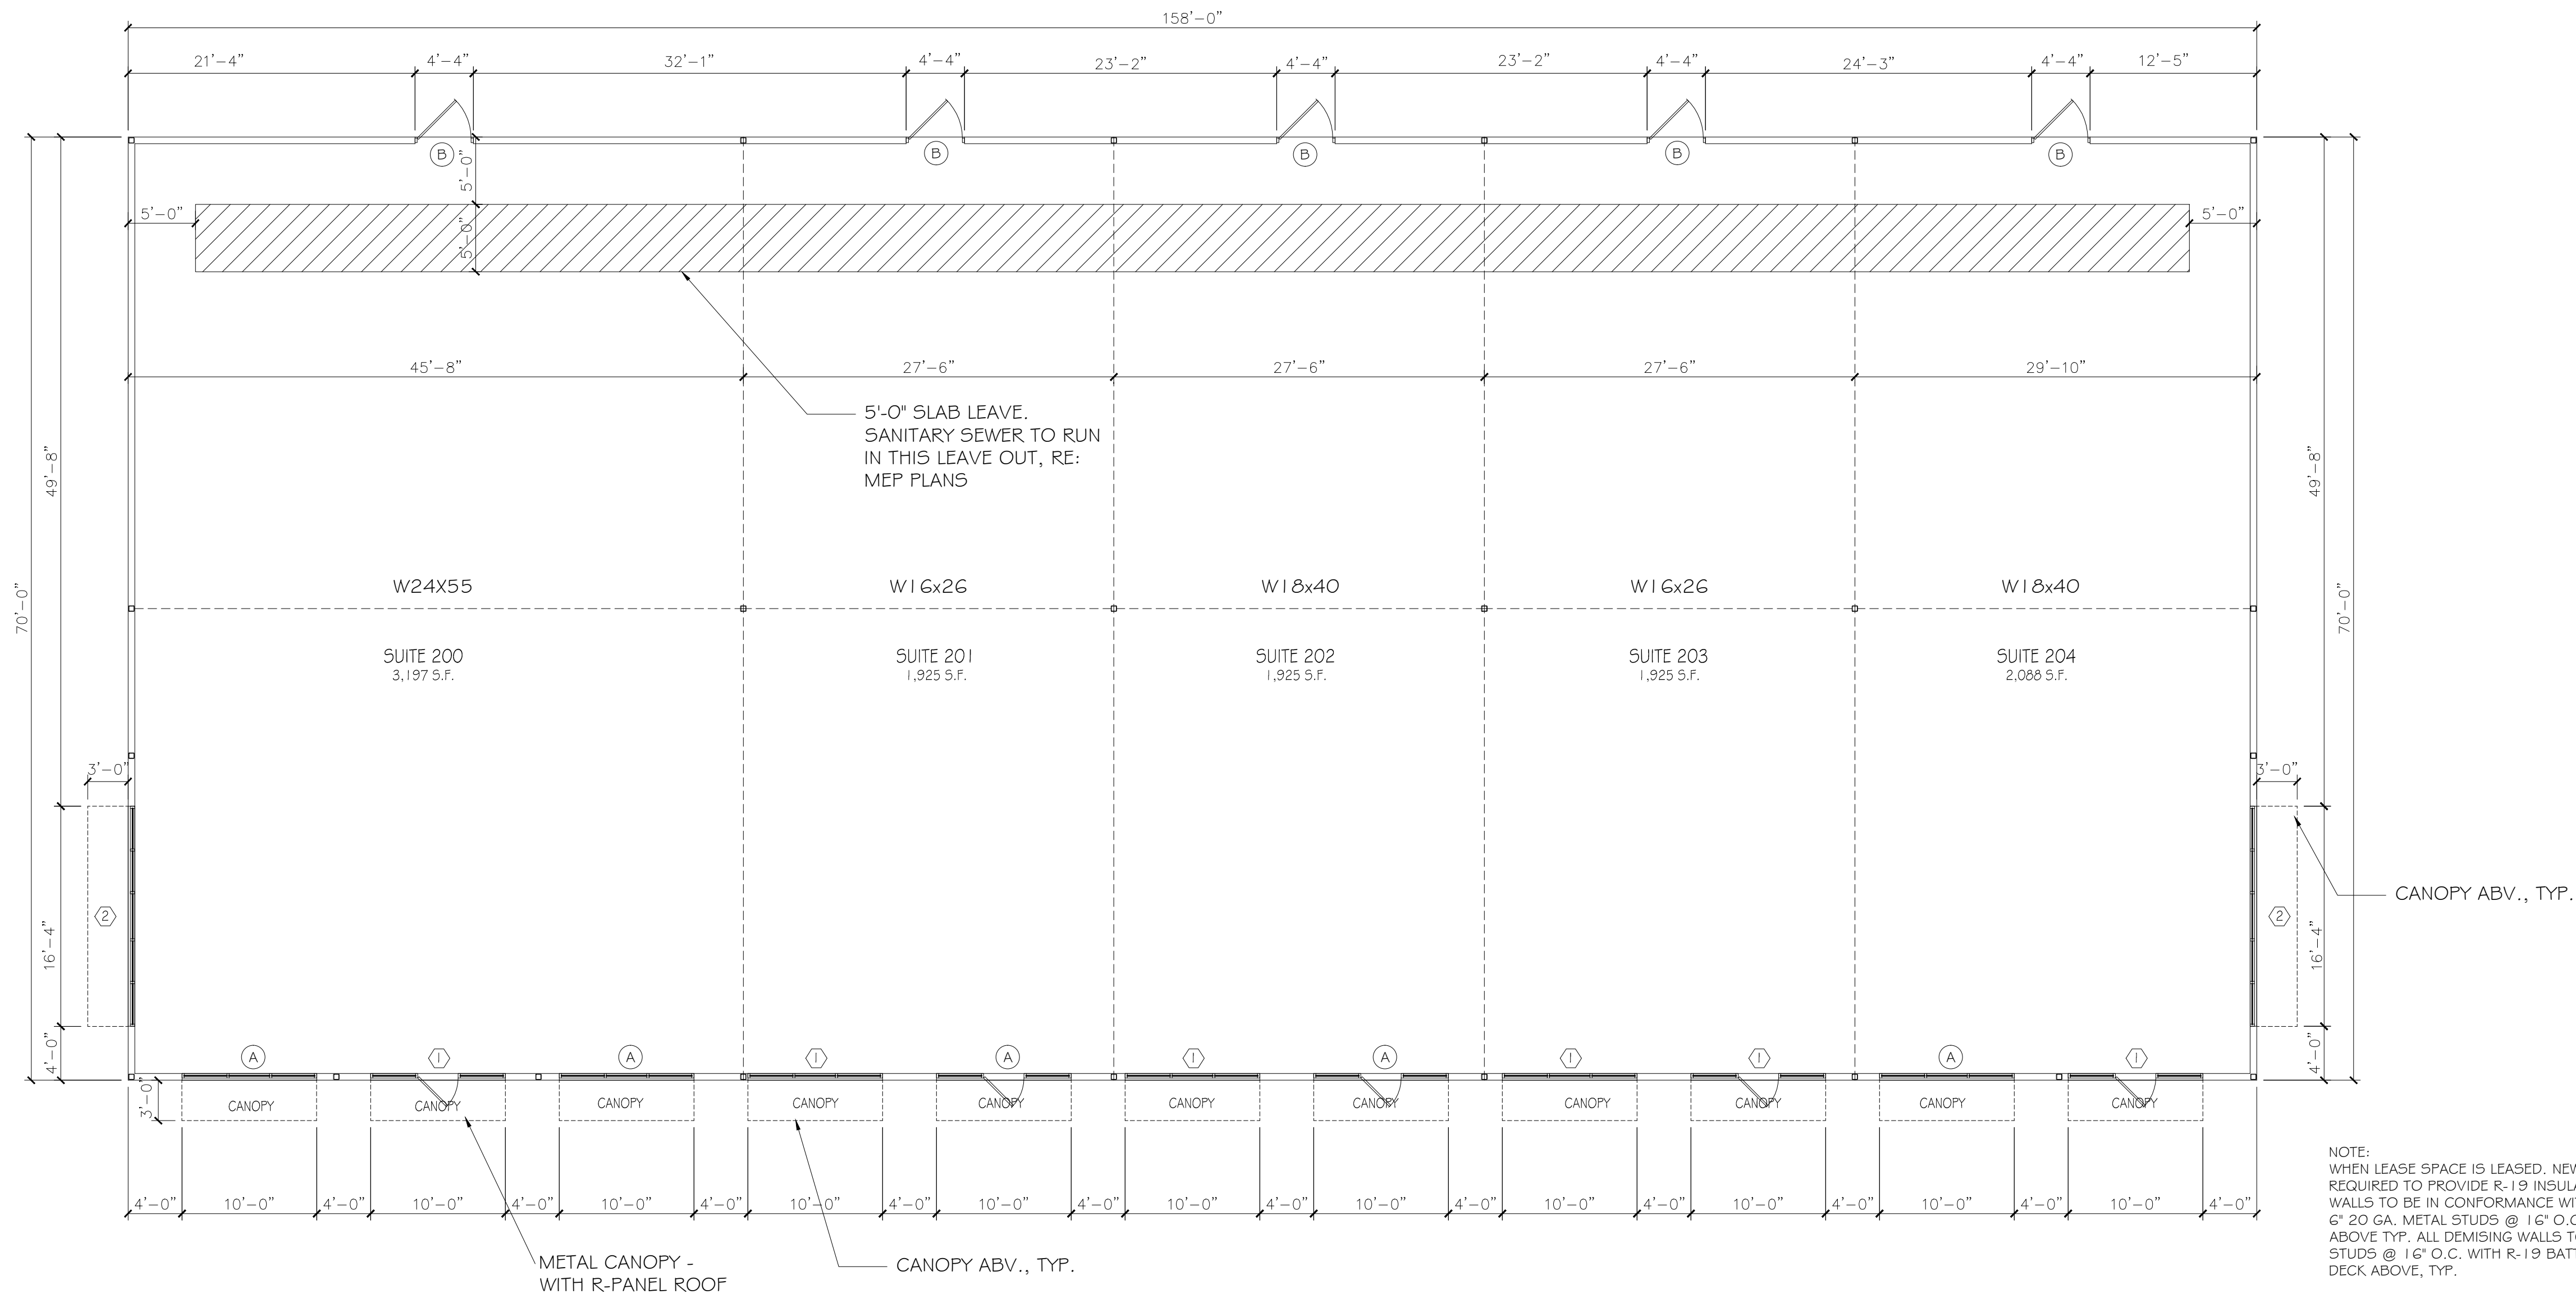 158'-0"
21'-4" 4'-4" 32'-1" 4'-4" 23'-2" 4'-4" 23'-2" 4'-4" 24'-3" 4'-4" 12'-5"
B B B B B
5'-0"
5'-0" 5'-0" 5'-0"
45'-8" 27'-6" 27'-6" 27'-6" 29'-10"
5'-0" SLAB LEAVE.
SANITARY SEWER TO RUN
IN THIS LEAVE OUT, RE:
MEP PLANS
49'-8" 49'-8"
70'-0" 70'-0"
W24X55 W16x26 W18x40 W16x26 W18x40
SUITE 200 SUITE 201 SUITE 202 SUITE 203 SUITE 204
3,197 S.F. 1,925 S.F. 1,925 S.F. 1,925 S.F. 2,088 S.F.
3'-0" 3'-0"
CANOPY ABV., TYP.
2 2
16'-4" 16'-4"
4'-0" 4'-0"
A 1 A 1 A 1 A 1 1 A 1
3'-0"
CANOPY CANOPY CANOPY CANOPY CANOPY CANOPY CANOPY CANOPY CANOPY CANOPY CANOPY
4'-0" 10'-0" 4'-0" 10'-0" 4'-0" 10'-0" 4'-0" 10'-0" 4'-0" 10'-0" 4'-0" 10'-0" 4'-0" 10'-0" 4'-0" 10'-0" 4'-0" 10'-0" 4'-0" 10'-0" 4'-0" 10'-0" 4'-0"
METAL CANOPY -
WITH R-PANEL ROOF
CANOPY ABV., TYP.
NOTE:
WHEN LEASE SPACE IS LEASED. NEW
REQUIRED TO PROVIDE R-19
WALLS TO BE IN CONFORMANCE
6" 20 GA. METAL STUDS @ 16"
ABOVE TYP. ALL DEMISING WALLS
STUDS @ 16" O.C. WITH R-19
DECK ABOVE, TYP.